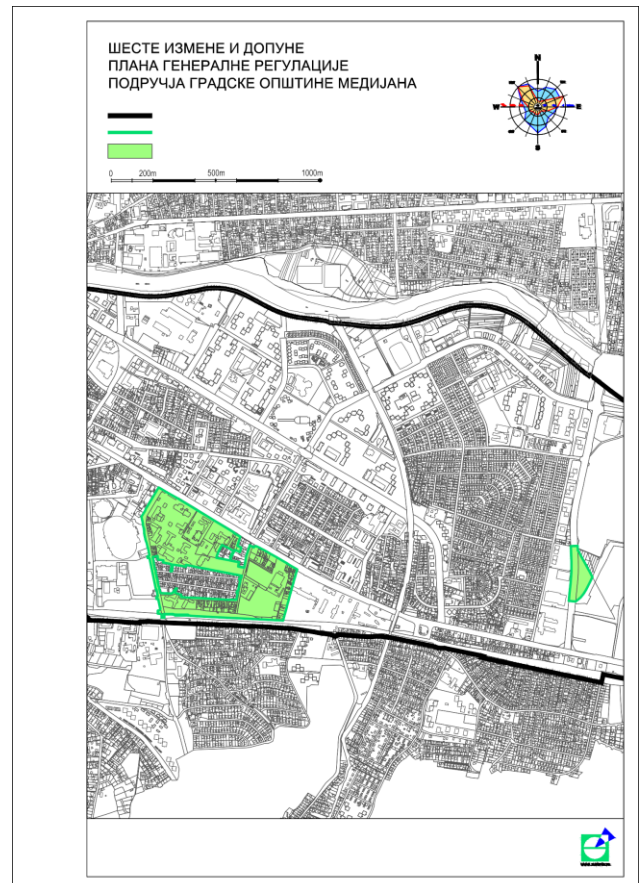 ШЕСТЕ ИЗМЕНЕ И ДОПУНЕ
ПЛАНА ГЕНЕРАЛНЕ РЕГУЛАЦИЈЕ
ПОДРУЧЈА ГРАДСКЕ ОПШТИНЕ МЕДИЈАНА
N
W E
S
0 200m 500m 1000m